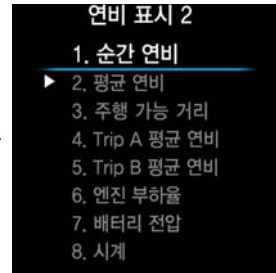 연비 표시 2
1. 순간 연비
▶ 2. 평균 연비
3. 주행 가능 거리
4. Trip A 평균 연비
5. Trip B 평균 연비
6. 엔진 부하율
7. 배터리 전압
8. 시계